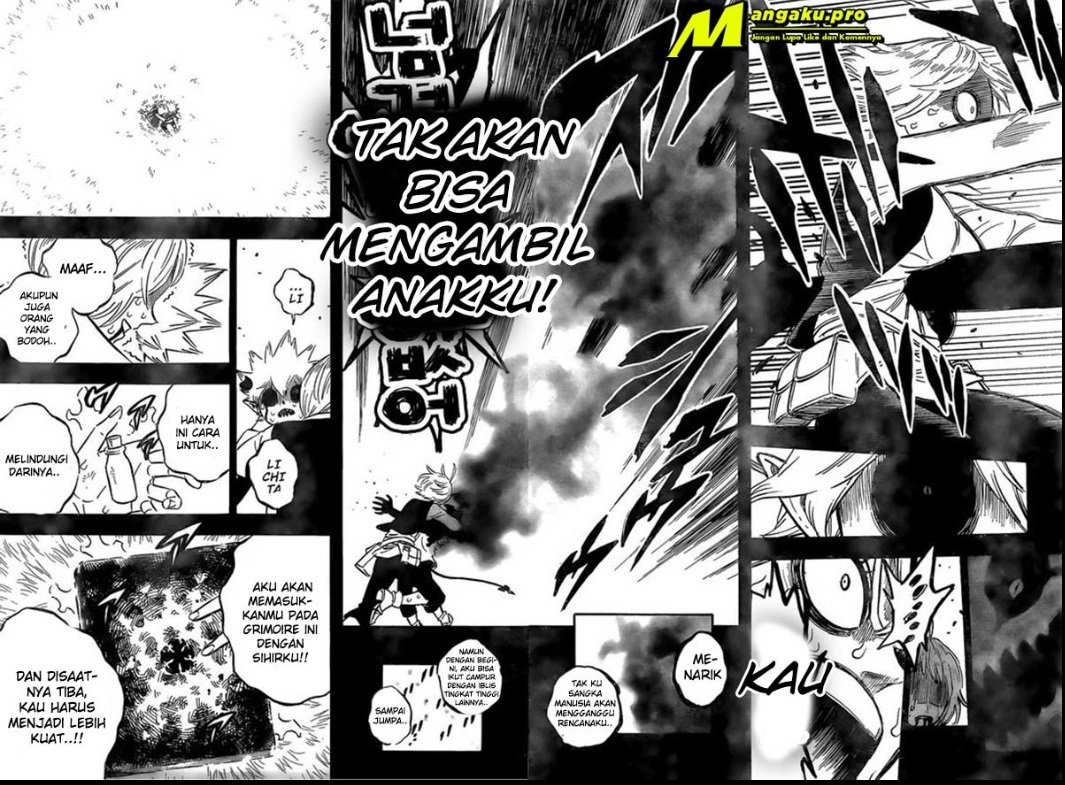 Mangaku.pro
Jangan Lupa Like dan Komennya
KAU
TAK AKAN
BISA
MENGAMBIL
ANAKKU!
ME-
NARIK
TAK KU
SANGKA
MANUSIA AKAN
MENGGANGGU
RENCANAKU..
NAMUN
DENGAN BEGI-
NI, AKU BISA
IKUT CAMPUR
DENGAN IBLIS
TINGKAT TINGGI
LAINNYA..
SAMPAI
JUMPA..
...
LI
LI
CHI
TA
MAAF...
AKUPUN
JUGA
ORANG
YANG
BODOH..
HANYA
INI CARA
UNTUK..
MELINDUNGI
DARINYA..
AKU AKAN
MEMASUK-
KANMU PADA
GRIMOIRE INI
DENGAN
SIHIRKU!!
DAN DISAAT-
NYA TIBA,
KAU HARUS
MENJADI LEBIH
KUAT..!!